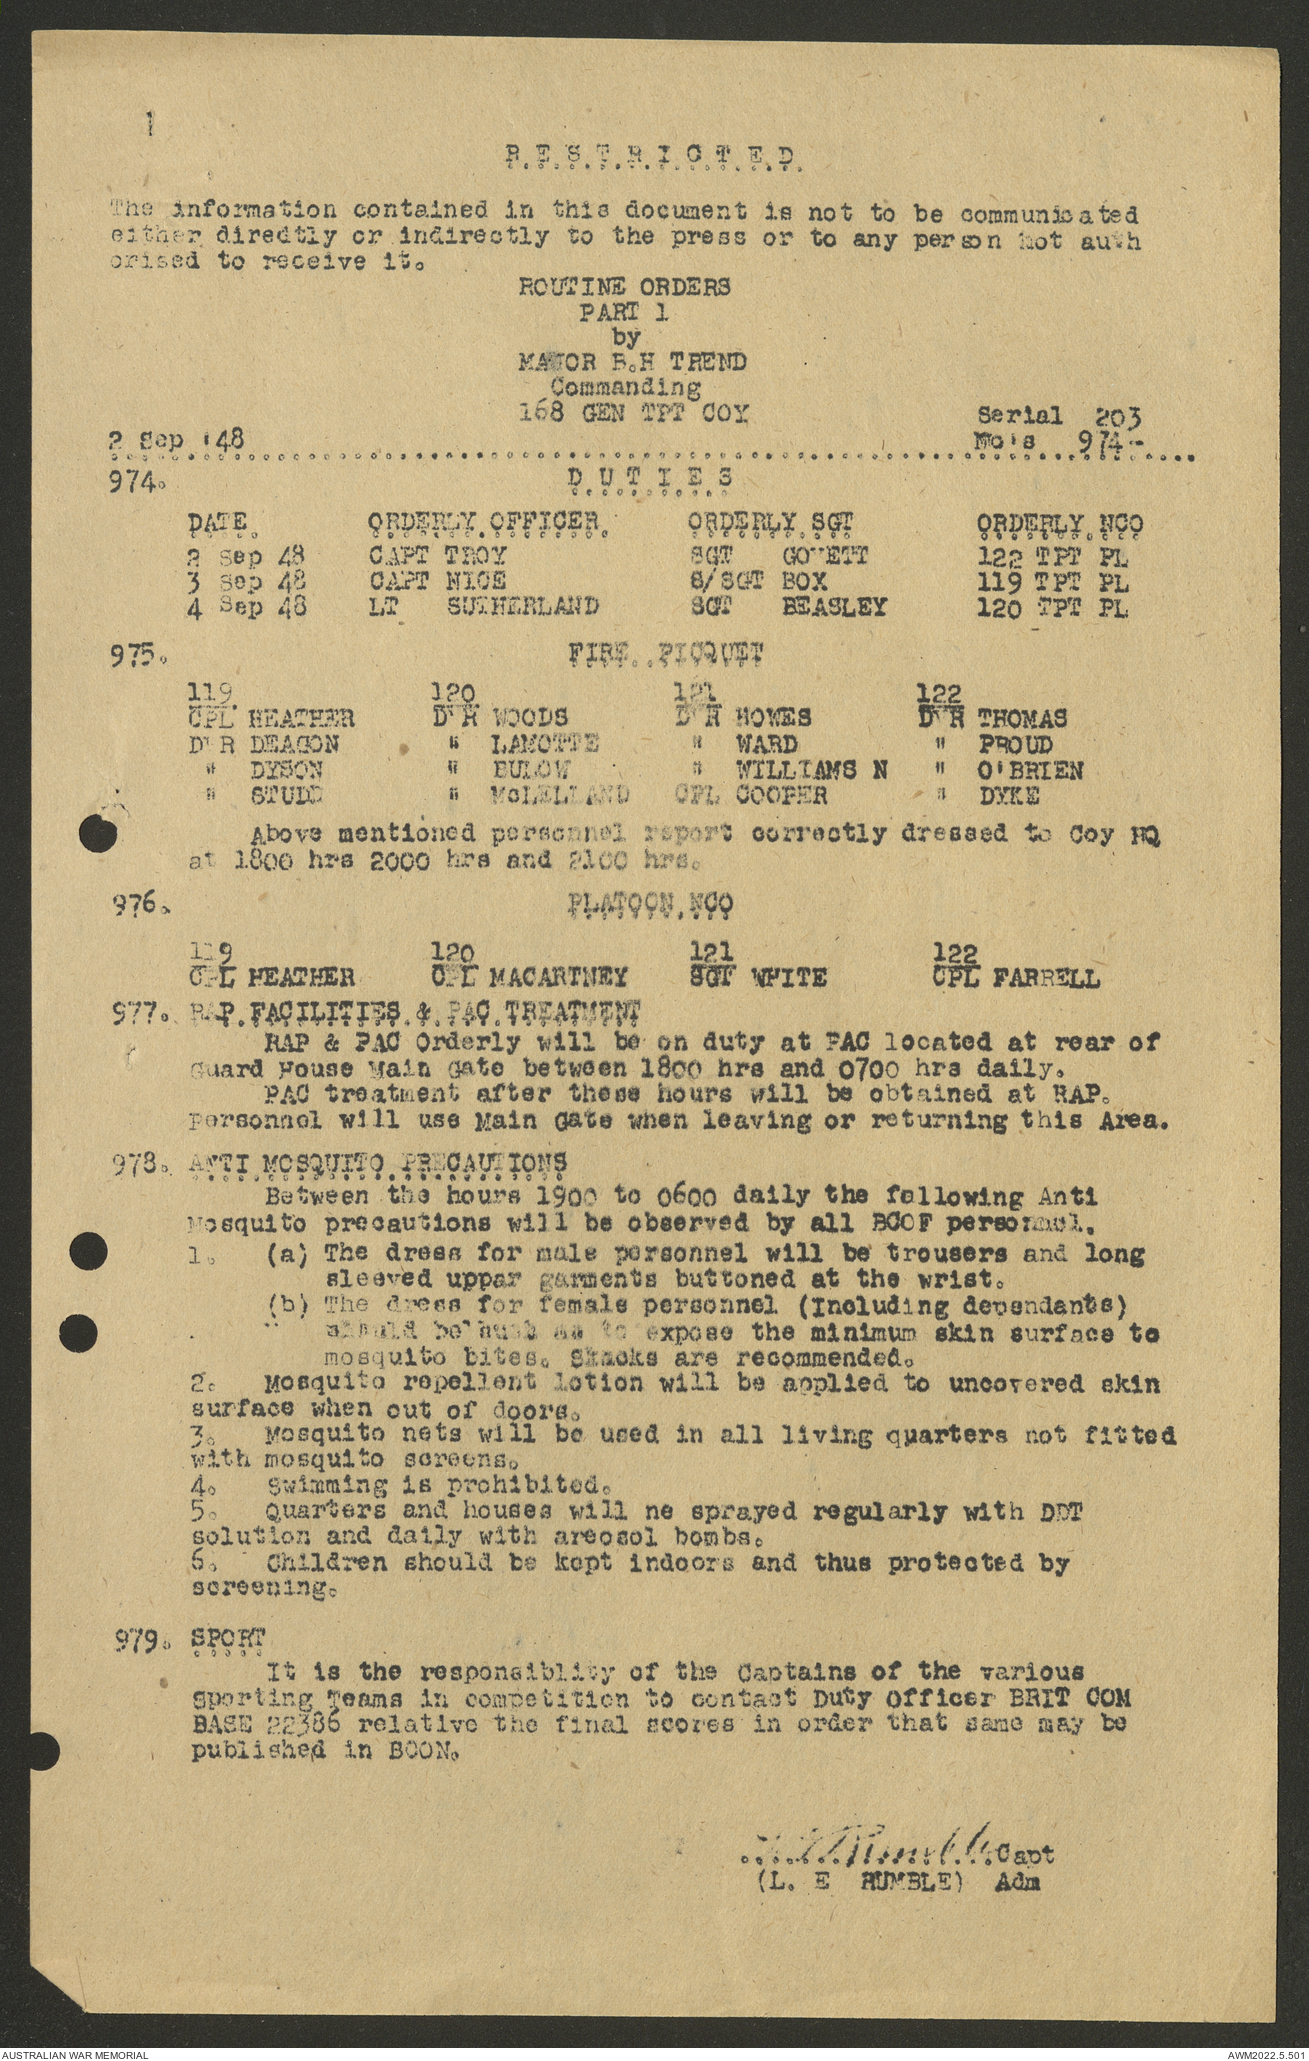 1
R.E.S.T.R.I.C.T.E.D.
The information contained in this document is not to be communicated
either diredtly or indirectly to the press or to any person not auth
orised to receive it.
ROUTINE ORDERS
PART 1
by
MAJOR B.H TREND
Commanding
168 GEN TPT COY
Serial 203
2 Sep '48
No's 974-
974. D U T I E S
DATE. ORDERLY.OFFICER. ORDERLY.SGT ORDERLY.NCO
2 Sep 48 CAPT TROY SGT 122 TPT PL
3 Sep 48 CAPT NICE S/SGT BOX 119 TPT PL
4 Sep 48 LT SUTHERLAND SGT BEASLEY 120 TPT PL
975. FIRE..PICQUET
119. 120 121 122
CPL HEATHER DVR WOODS DVR HOWES DVR THOMAS
DVR DEACON " LAMOTTE " WARD " PROUD
" DYSON " BULOW " WILLIAMS N " O'BRIEN
" STUDD " McLELLAND CPL COOPER " DYKE
Above mentioned personnel report correctly dressed to Coy HQ
at 1800 hrs 2000 hrs and 2100 hrs.
976. PLATOON.NCO
119 120 121 122
CPL HEATHER CPL MACARTNEY SGT WHITE CPL FARRELL
977. RAP.FACILITIES.&.PAC.TREATMENT
RAP & PAC Orderly will be on duty at PAC located at rear of
Guard House Main Gate between 1800 hrs and 0700 hrs daily.
PAC treatment after these hours will be obtained at RAP.
Personnel will use Main Gate when leaving or returning this Area.
978. ANTI.MOSQUITO.PRECAUTIONS
Between the hours 1900 to 0600 daily the following Anti
Mosquito precautions will be observed by all BCOF personnel.
1. (a) The dress for male personnel will be trousers and long
sleeved uppar garments buttoned at the wrist.
(b) The dress for female personnel (Including dependants)
should be such as to expose the minimum skin surface to
mosquito bites. Slacks are recommended.
2. Mosquito repellent lotion will be applied to uncovered skin
surface when out of doors.
3. Mosquito nets will be used in all living quarters not fitted
with mosquito screens.
4. Swimming is prohibited.
5. Quarters and houses will ne sprayed regularly with DDT
solution and daily with areosol bombs.
6. Children should be kept indoors and thus protected by
screening.
979. SPORT
It is the responsiblity of the Captains of the various
Sporting Teams in competition to contact Duty Officer BRIT COM
BASE 22386 relative the final scores in order that same may be
published in BCON.
Capt
(L. E RUMBLE) Adm
AUSTRALIAN WAR MEMORIAL
AWM2022.5.501